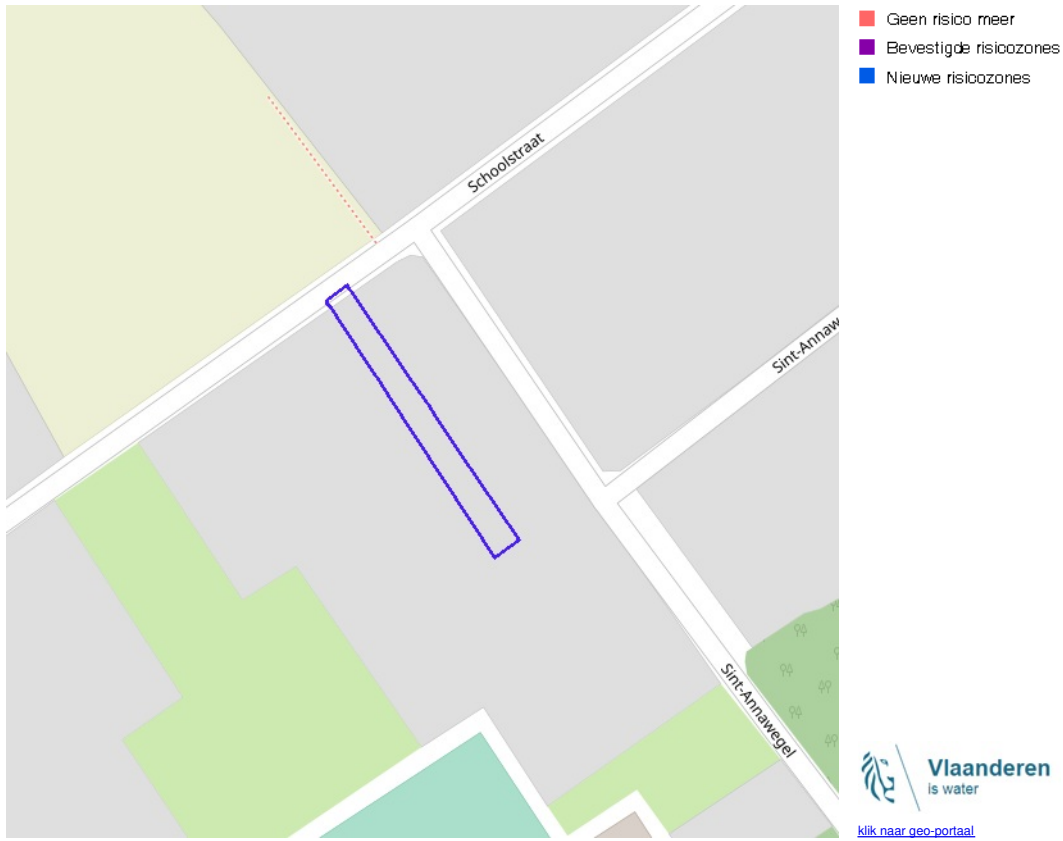 Geen risico meer
Bevestigde risicozones
Nieuwe risicozones
Schoolstraat
Sint-Annaw
Sint-Annawegel
Vlaanderen
is water
klik naar geo-portaal